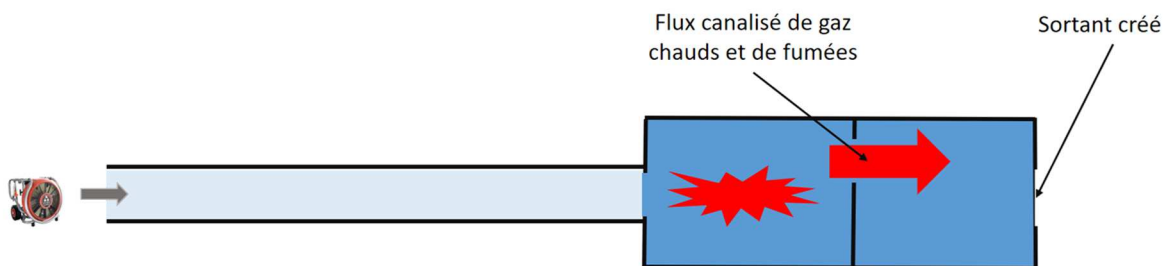 Flux canalisé de gaz
chauds et de fumées
Sortant créé